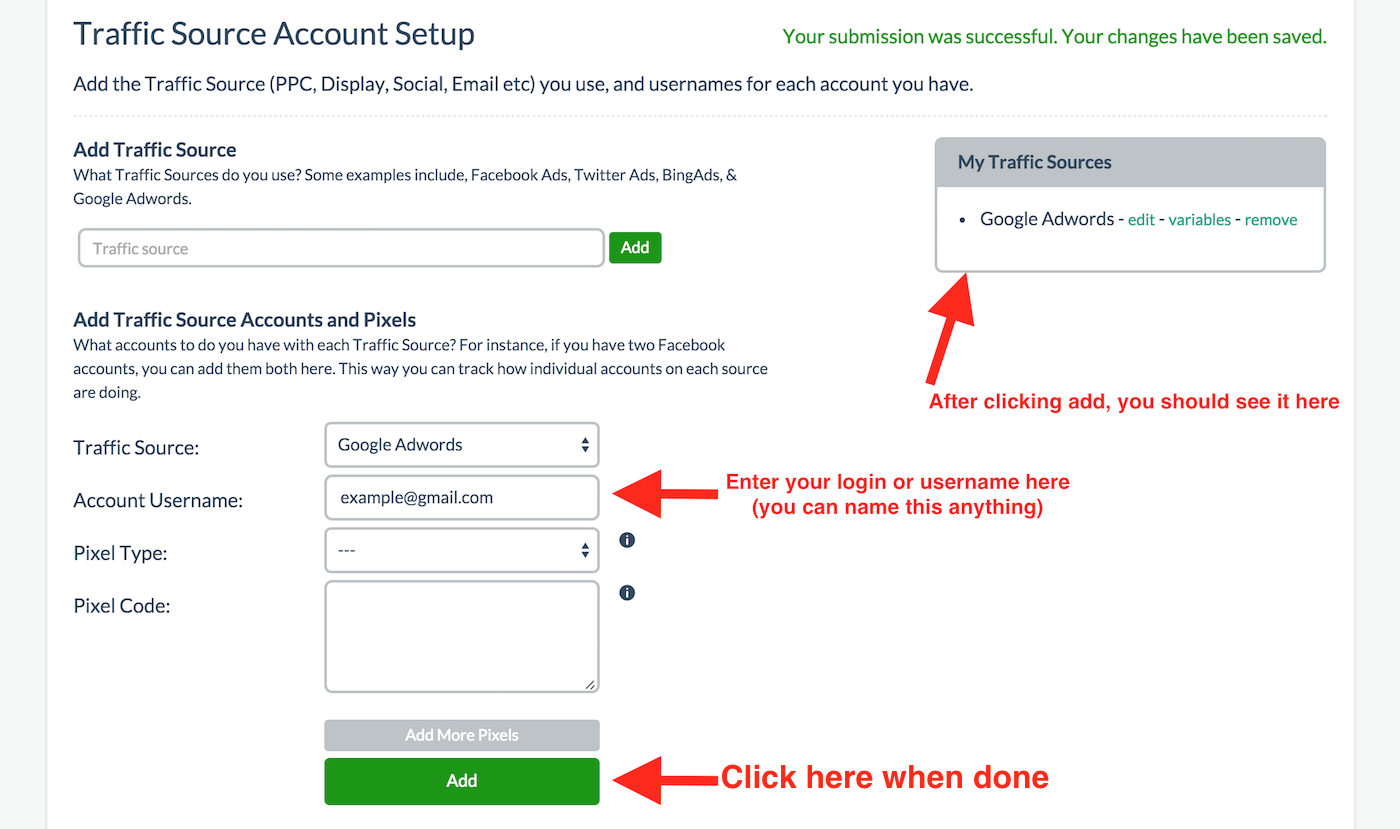 Traffic Source Account Setup
Your submission was successful. Your changes have been saved.
Add the Traffic Source (PPC, Display, Social, Email etc) you use, and usernames for each account you have.
Add Traffic Source
What Traffic Sources do you use? Some examples include, Facebook Ads, Twitter Ads, BingAds, &
Google Adwords.
Traffic source
Add
My Traffic Sources
• Google Adwords - edit - variables - remove
After clicking add, you should see it here
Add Traffic Source Accounts and Pixels
What accounts to do you have with each Traffic Source? For instance, if you have two Facebook
accounts, you can add them both here. This way you can track how individual accounts on each source
are doing.
Traffic Source:
Google Adwords
Account Username:
example@gmail.com
Enter your login or username here
(you can name this anything)
Pixel Type:
---
Pixel Code:
Add More Pixels
Add
Click here when done